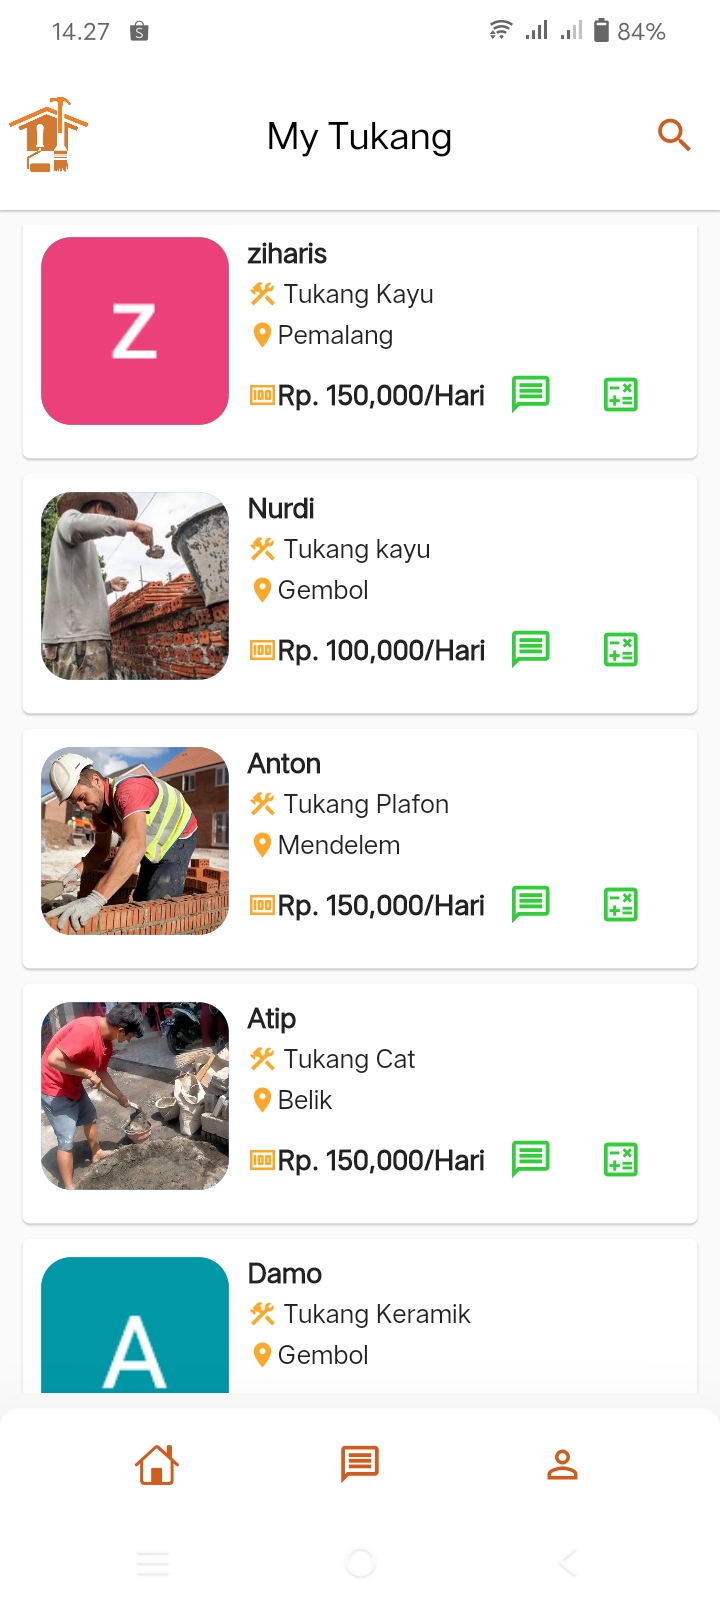 14.27
84%
My Tukang
Z
ziharis
Tukang Kayu
Pemalang
Rp. 150,000/Hari
Nurdi
Tukang kayu
Gembol
Rp. 100,000/Hari
Anton
Tukang Plafon
Mendelem
Rp. 150,000/Hari
Atip
Tukang Cat
Belik
Rp. 150,000/Hari
A
Damo
Tukang Keramik
Gembol